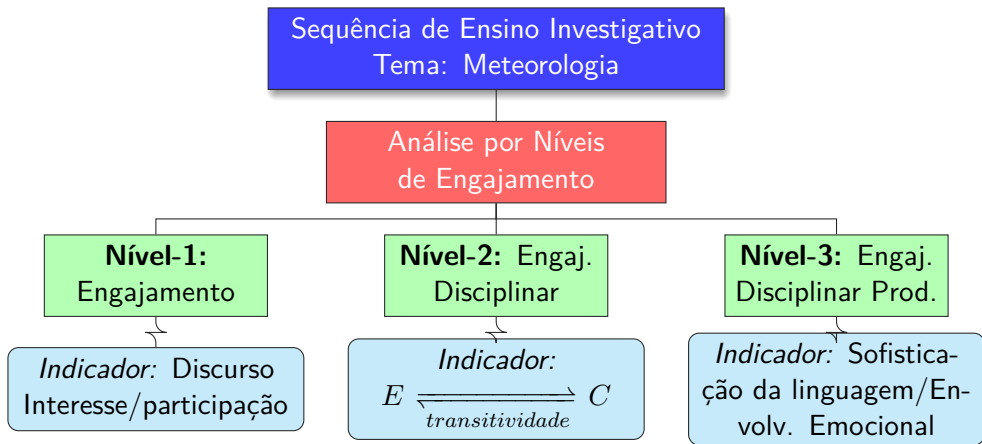 Sequência de Ensino Investigativo
Tema: Meteorologia
Análise por Níveis
de Engajamento
Nível-1:
Engajamento
Nível-2: Engaj.
Disciplinar
Nível-3: Engaj.
Disciplinar Prod.
Indicador: Discurso
Interesse/participação
Indicador:
E ⇌ C
transitividade
Indicador: Sofistica-
ção da linguagem/En-
volv. Emocional